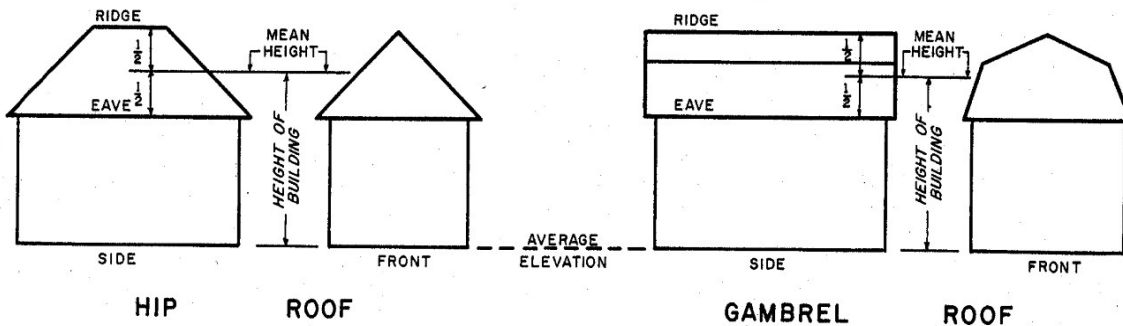 RIDGE
1/2
MEAN
HEIGHT
1/2
EAVE
HEIGHT OF
BUILDING
SIDE
FRONT
HIP ROOF
AVERAGE
ELEVATION
RIDGE
1/2
MEAN
HEIGHT
1/2
EAVE
HEIGHT OF
BUILDING
SIDE
FRONT
GAMBREL ROOF